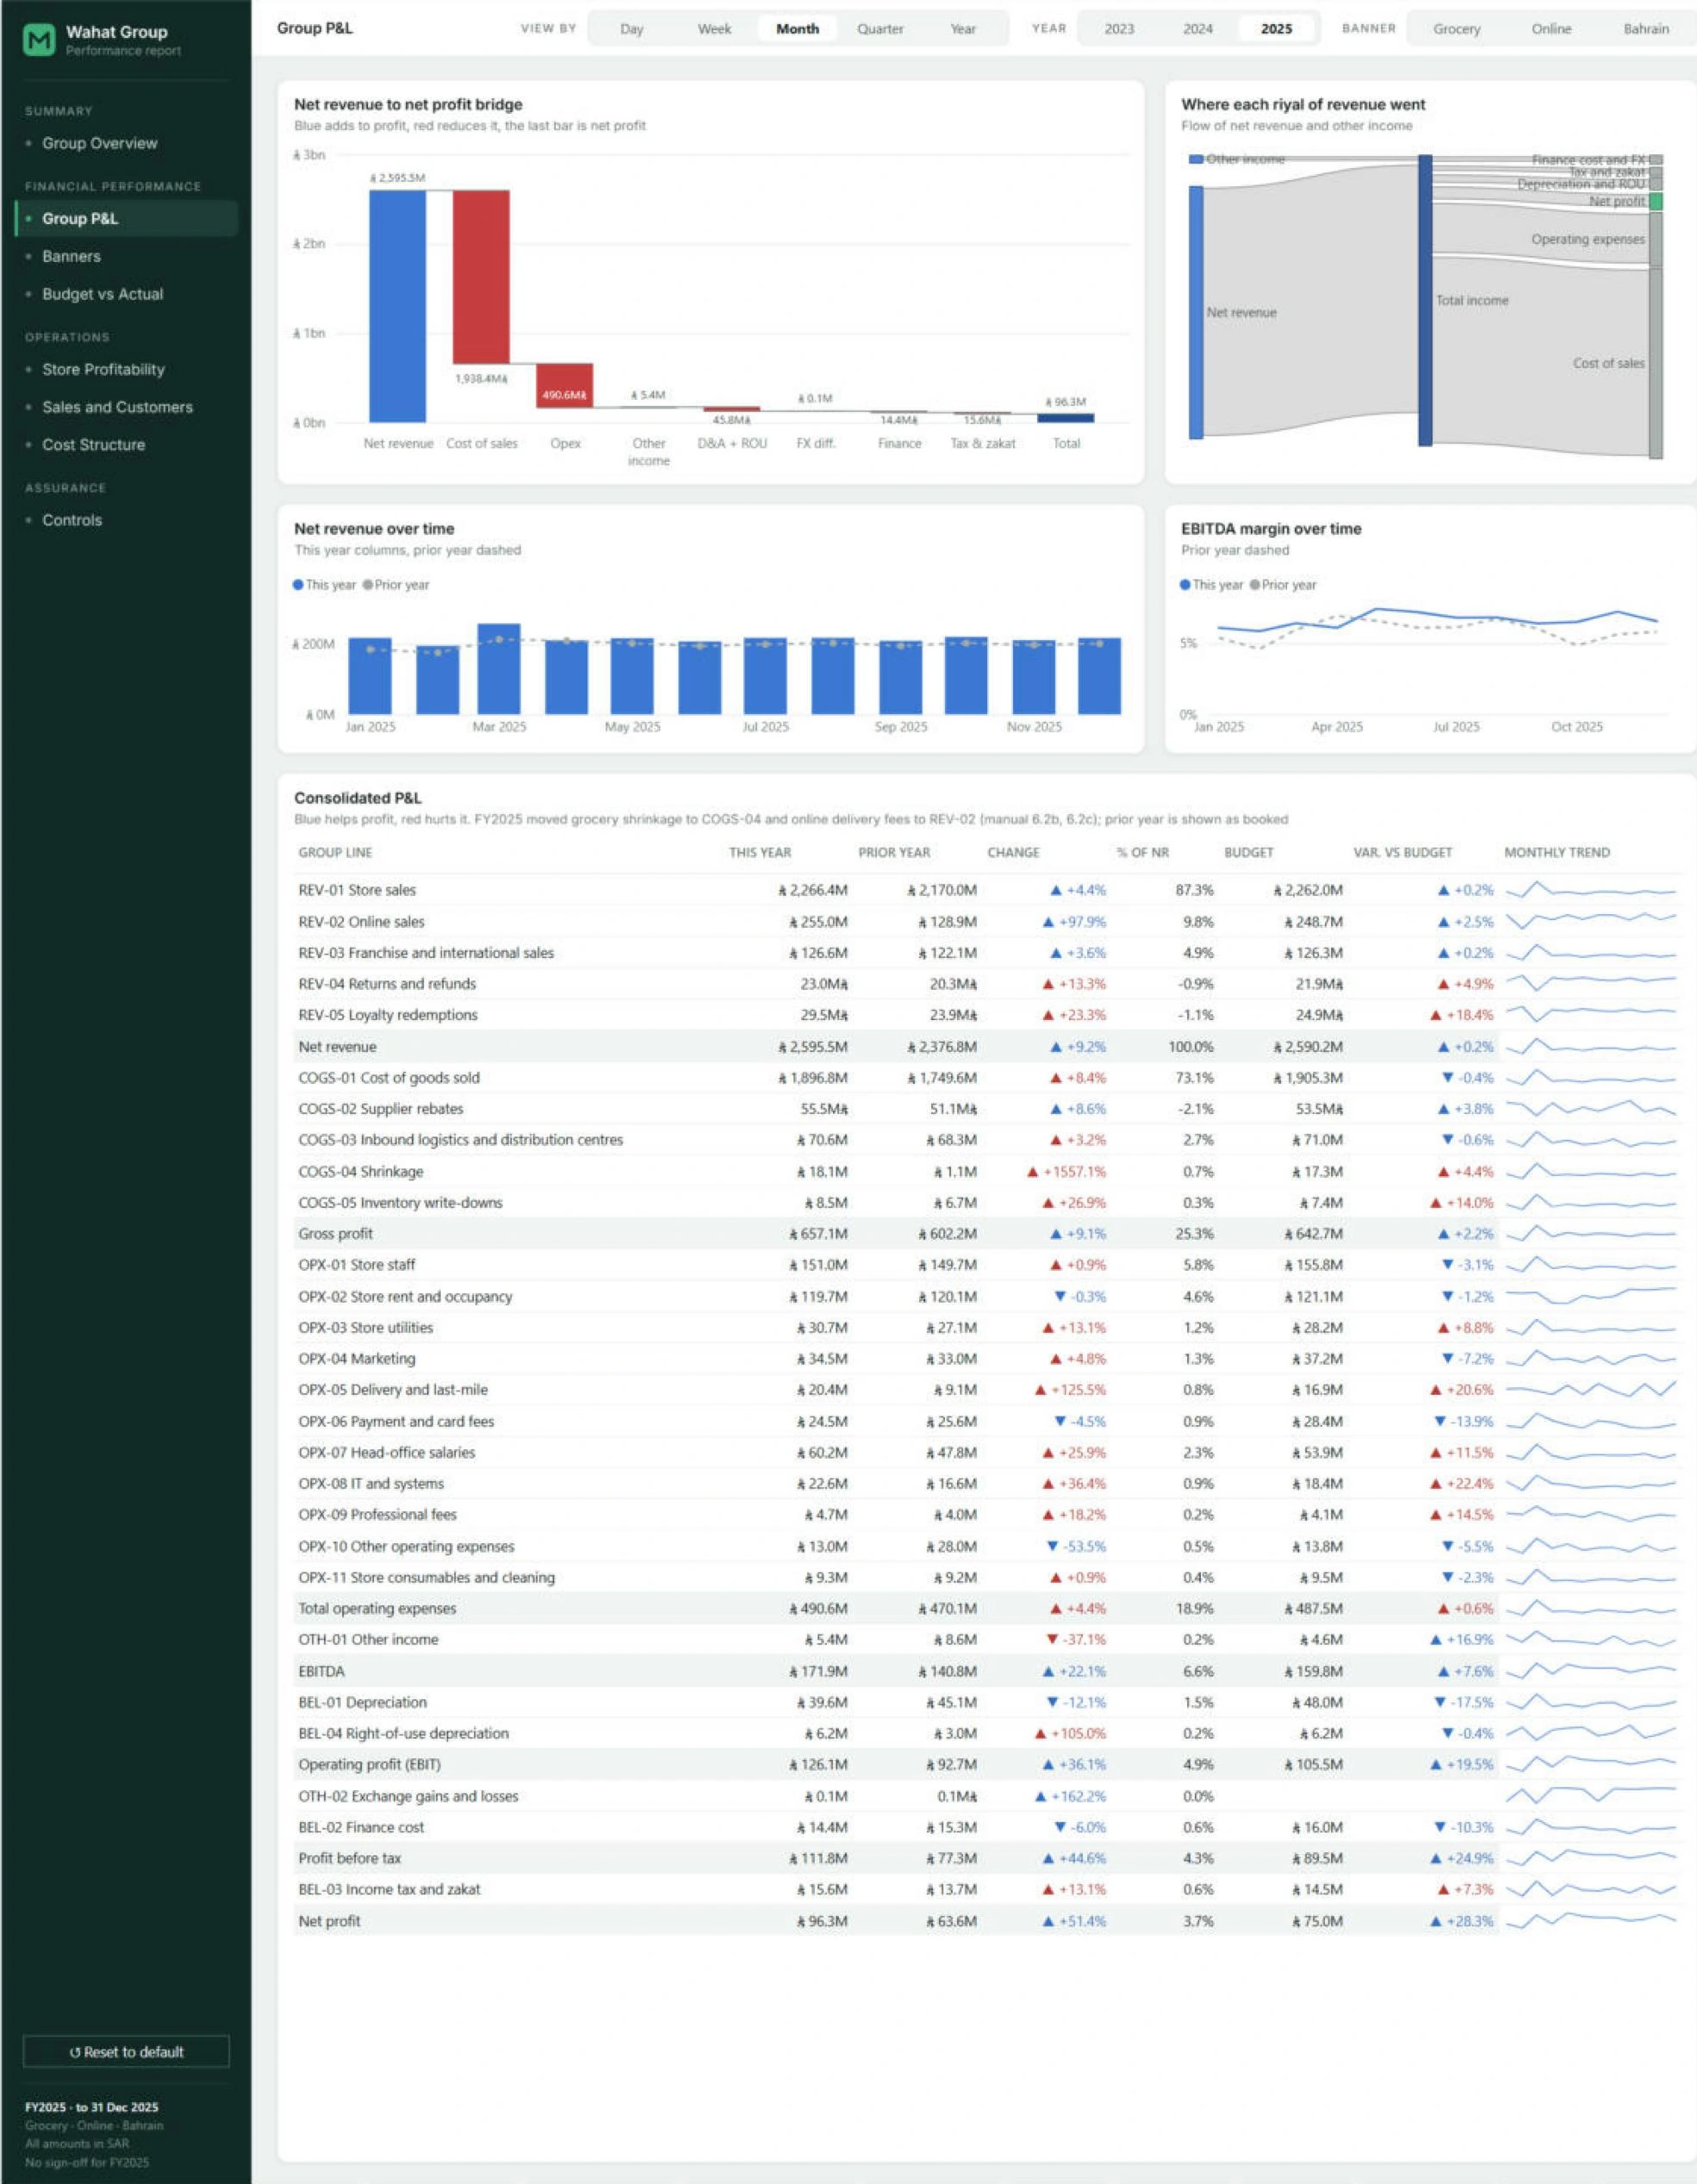 Wahat Group
Performance report
SUMMARY
Group Overview
FINANCIAL PERFORMANCE
Group P&L
Banners
Budget vs Actual
OPERATIONS
Store Profitability
Sales and Customers
Cost Structure
ASSURANCE
Controls
↺ Reset to default
FY2025 · to 31 Dec 2025
Grocery · Online · Bahrain
All amounts in SAR
No sign-off for FY2025
Group P&L VIEW BY Day Week Month Quarter Year YEAR 2023 2024 2025 BANNER Grocery Online Bahrain
Net revenue to net profit bridge
Blue adds to profit, red reduces it, the last bar is net profit
⃁ 3bn
⃁ 2bn
⃁ 1bn
⃁ 0bn
⃁ 2,595.5M
1,938.4M⃁
490.6M⃁
⃁ 5.4M
45.8M⃁
⃁ 0.1M
14.4M⃁
15.6M⃁
⃁ 96.3M
Net revenue Cost of sales Opex Other income D&A + ROU FX diff. Finance Tax & zakat Total
Where each riyal of revenue went
Flow of net revenue and other income
Other income
Net revenue
Total income
Finance cost and FX
Tax and zakat
Depreciation and ROU
Net profit
Operating expenses
Cost of sales
Net revenue over time
This year columns, prior year dashed
This year Prior year
⃁ 200M
⃁ 0M
Jan 2025 Mar 2025 May 2025 Jul 2025 Sep 2025 Nov 2025
EBITDA margin over time
Prior year dashed
This year Prior year
5%
0%
Jan 2025 Apr 2025 Jul 2025 Oct 2025
Consolidated P&L
Blue helps profit, red hurts it. FY2025 moved grocery shrinkage to COGS-04 and online delivery fees to REV-02 (manual 6.2b, 6.2c); prior year is shown as booked
GROUP LINE THIS YEAR PRIOR YEAR CHANGE % OF NR BUDGET VAR. VS BUDGET MONTHLY TREND
REV-01 Store sales ⃁ 2,266.4M ⃁ 2,170.0M ▲ +4.4% 87.3% ⃁ 2,262.0M ▲ +0.2%
REV-02 Online sales ⃁ 255.0M ⃁ 128.9M ▲ +97.9% 9.8% ⃁ 248.7M ▲ +2.5%
REV-03 Franchise and international sales ⃁ 126.6M ⃁ 122.1M ▲ +3.6% 4.9% ⃁ 126.3M ▲ +0.2%
REV-04 Returns and refunds 23.0M⃁ 20.3M⃁ ▲ +13.3% -0.9% 21.9M⃁ ▲ +4.9%
REV-05 Loyalty redemptions 29.5M⃁ 23.9M⃁ ▲ +23.3% -1.1% 24.9M⃁ ▲ +18.4%
Net revenue ⃁ 2,595.5M ⃁ 2,376.8M ▲ +9.2% 100.0% ⃁ 2,590.2M ▲ +0.2%
COGS-01 Cost of goods sold ⃁ 1,896.8M ⃁ 1,749.6M ▲ +8.4% 73.1% ⃁ 1,905.3M ▼ -0.4%
COGS-02 Supplier rebates 55.5M⃁ 51.1M⃁ ▲ +8.6% -2.1% 53.5M⃁ ▲ +3.8%
COGS-03 Inbound logistics and distribution centres ⃁ 70.6M ⃁ 68.3M ▲ +3.2% 2.7% ⃁ 71.0M ▼ -0.6%
COGS-04 Shrinkage ⃁ 18.1M ⃁ 1.1M ▲ +1557.1% 0.7% ⃁ 17.3M ▲ +4.4%
COGS-05 Inventory write-downs ⃁ 8.5M ⃁ 6.7M ▲ +26.9% 0.3% ⃁ 7.4M ▲ +14.0%
Gross profit ⃁ 657.1M ⃁ 602.2M ▲ +9.1% 25.3% ⃁ 642.7M ▲ +2.2%
OPX-01 Store staff ⃁ 151.0M ⃁ 149.7M ▲ +0.9% 5.8% ⃁ 155.8M ▼ -3.1%
OPX-02 Store rent and occupancy ⃁ 119.7M ⃁ 120.1M ▼ -0.3% 4.6% ⃁ 121.1M ▼ -1.2%
OPX-03 Store utilities ⃁ 30.7M ⃁ 27.1M ▲ +13.1% 1.2% ⃁ 28.2M ▲ +8.8%
OPX-04 Marketing ⃁ 34.5M ⃁ 33.0M ▲ +4.8% 1.3% ⃁ 37.2M ▼ -7.2%
OPX-05 Delivery and last-mile ⃁ 20.4M ⃁ 9.1M ▲ +125.5% 0.8% ⃁ 16.9M ▲ +20.6%
OPX-06 Payment and card fees ⃁ 24.5M ⃁ 25.6M ▼ -4.5% 0.9% ⃁ 28.4M ▼ -13.9%
OPX-07 Head-office salaries ⃁ 60.2M ⃁ 47.8M ▲ +25.9% 2.3% ⃁ 53.9M ▲ +11.5%
OPX-08 IT and systems ⃁ 22.6M ⃁ 16.6M ▲ +36.4% 0.9% ⃁ 18.4M ▲ +22.4%
OPX-09 Professional fees ⃁ 4.7M ⃁ 4.0M ▲ +18.2% 0.2% ⃁ 4.1M ▲ +14.5%
OPX-10 Other operating expenses ⃁ 13.0M ⃁ 28.0M ▼ -53.5% 0.5% ⃁ 13.8M ▼ -5.5%
OPX-11 Store consumables and cleaning ⃁ 9.3M ⃁ 9.2M ▲ +0.9% 0.4% ⃁ 9.5M ▼ -2.3%
Total operating expenses ⃁ 490.6M ⃁ 470.1M ▲ +4.4% 18.9% ⃁ 487.5M ▲ +0.6%
OTH-01 Other income ⃁ 5.4M ⃁ 8.6M ▼ -37.1% 0.2% ⃁ 4.6M ▲ +16.9%
EBITDA ⃁ 171.9M ⃁ 140.8M ▲ +22.1% 6.6% ⃁ 159.8M ▲ +7.6%
BEL-01 Depreciation ⃁ 39.6M ⃁ 45.1M ▼ -12.1% 1.5% ⃁ 48.0M ▼ -17.5%
BEL-04 Right-of-use depreciation ⃁ 6.2M ⃁ 3.0M ▲ +105.0% 0.2% ⃁ 6.2M ▼ -0.4%
Operating profit (EBIT) ⃁ 126.1M ⃁ 92.7M ▲ +36.1% 4.9% ⃁ 105.5M ▲ +19.5%
OTH-02 Exchange gains and losses ⃁ 0.1M 0.1M⃁ ▲ +162.2% 0.0%
BEL-02 Finance cost ⃁ 14.4M ⃁ 15.3M ▼ -6.0% 0.6% ⃁ 16.0M ▼ -10.3%
Profit before tax ⃁ 111.8M ⃁ 77.3M ▲ +44.6% 4.3% ⃁ 89.5M ▲ +24.9%
BEL-03 Income tax and zakat ⃁ 15.6M ⃁ 13.7M ▲ +13.1% 0.6% ⃁ 14.5M ▲ +7.3%
Net profit ⃁ 96.3M ⃁ 63.6M ▲ +51.4% 3.7% ⃁ 75.0M ▲ +28.3%